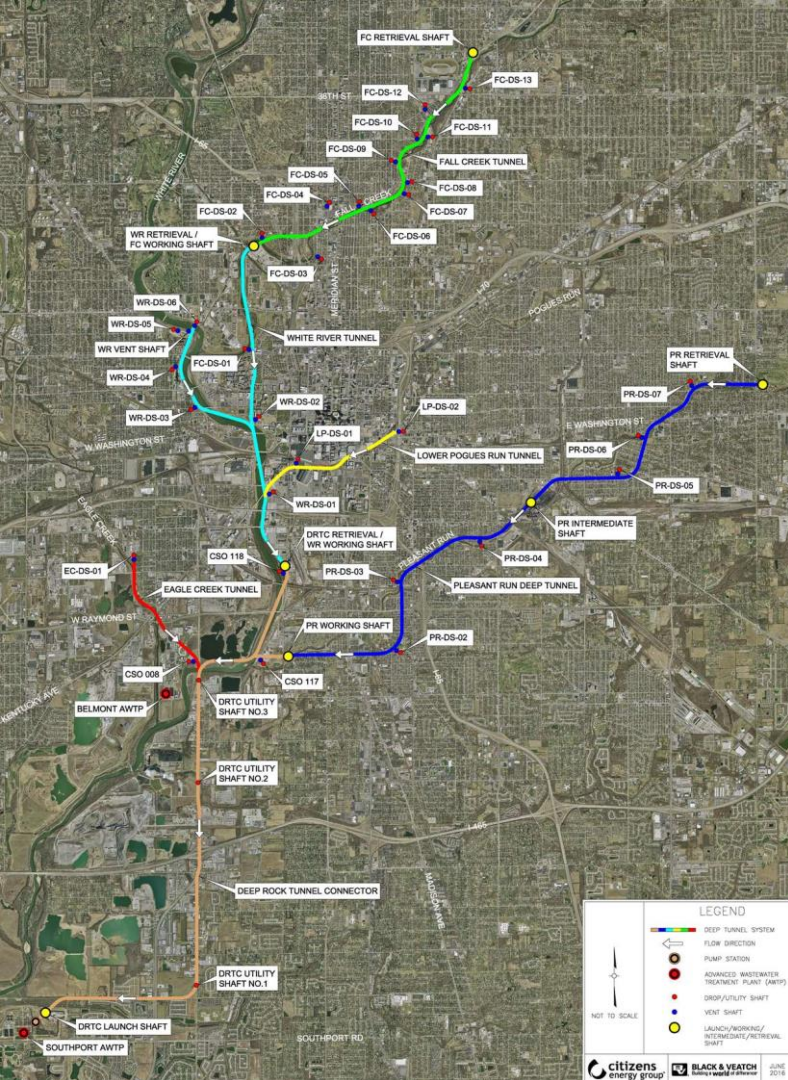 FC RETRIEVAL SHAFT
FC-DS-13
38TH ST
FC-DS-12
FC-DS-10
FC-DS-11
FC-DS-09
FALL CREEK TUNNEL
I-65
WHITE RIVER
FC-DS-05
FC-DS-08
FC-DS-04
FALL CREEK
FC-DS-07
FC-DS-02
FC-DS-06
WR RETRIEVAL /
FC WORKING SHAFT
FC-DS-03
MERIDIAN ST
70
POGUES RUN
WR-DS-06
WR-DS-05
WR VENT SHAFT
WHITE RIVER TUNNEL
FC-DS-01
PR RETRIEVAL
SHAFT
WR-DS-04
PR-DS-07
WR-DS-03
WR-DS-02
LP-DS-02
E WASHINGTON ST
W WASHINGTON ST
LP-DS-01
PR-DS-06
LOWER POGUES RUN TUNNEL
PR-DS-05
WR-DS-01
EAGLE CREEK
PR INTERMEDIATE
SHAFT
DRTC RETRIEVAL /
WR WORKING SHAFT
PLEASANT RUN
CSO 118
PR-DS-04
EC-DS-01
PR-DS-03
EAGLE CREEK TUNNEL
PLEASANT RUN DEEP TUNNEL
W RAYMOND ST
PR WORKING SHAFT
PR-DS-02
CSO 008
CSO 117
I-65
KENTUCKY AVE
BELMONT AWTP
DRTC UTILITY
SHAFT NO.3
DRTC UTILITY
SHAFT NO.2
I-465
DEEP ROCK TUNNEL CONNECTOR
MADISON AVE
DRTC UTILITY
SHAFT NO.1
DRTC LAUNCH SHAFT
SOUTHPORT AWTP
SOUTHPORT RD
NOT TO SCALE
LEGEND
DEEP TUNNEL SYSTEM
FLOW DIRECTION
PUMP STATION
ADVANCED WASTEWATER
TREATMENT PLANT (AWTP)
DROP/UTILITY SHAFT
VENT SHAFT
LAUNCH/WORKING/
INTERMEDIATE/RETRIEVAL
SHAFT
citizens
energy group
BLACK & VEATCH
Building a world of difference
JUNE
2016